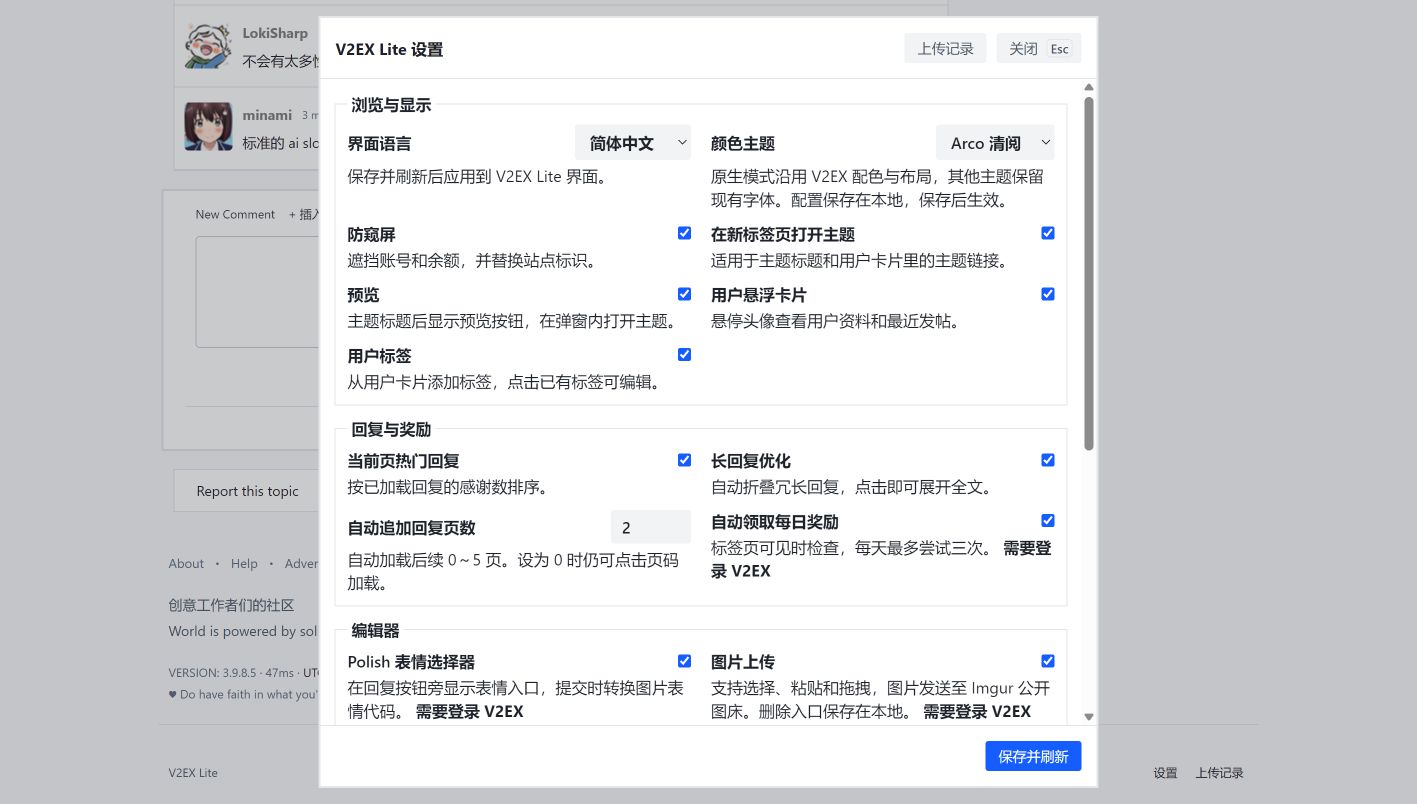 LokiSharp
不会有太多
minami 3 m
标准的 ai slo
New Comment + 插入
Report this topic
About • Help • Adver
创意工作者们的社区
World is powered by sol
VERSION: 3.9.8.5 · 47ms · UT
♥ Do have faith in what you'
V2EX Lite
设置 上传记录
V2EX Lite 设置
上传记录
关闭 Esc
浏览与显示
界面语言 简体中文
保存并刷新后应用到 V2EX Lite 界面。
颜色主题 Arco 清阅
原生模式沿用 V2EX 配色与布局，其他主题保留
现有字体。配置保存在本地，保存后生效。
防窥屏
遮挡账号和余额，并替换站点标识。
在新标签页打开主题
适用于主题标题和用户卡片里的主题链接。
预览
主题标题后显示预览按钮，在弹窗内打开主题。
用户悬浮卡片
悬停头像查看用户资料和最近发帖。
用户标签
从用户卡片添加标签，点击已有标签可编辑。
回复与奖励
当前页热门回复
按已加载回复的感谢数排序。
长回复优化
自动折叠冗长回复，点击即可展开全文。
自动追加回复页数 2
自动加载后续 0～5 页。设为 0 时仍可点击页码
加载。
自动领取每日奖励
标签页可见时检查，每天最多尝试三次。 需要登
录 V2EX
编辑器
Polish 表情选择器
在回复按钮旁显示表情入口，提交时转换图片表
情代码。 需要登录 V2EX
图片上传
支持选择、粘贴和拖拽，图片发送至 Imgur 公开
图床。删除入口保存在本地。 需要登录 V2EX
保存并刷新